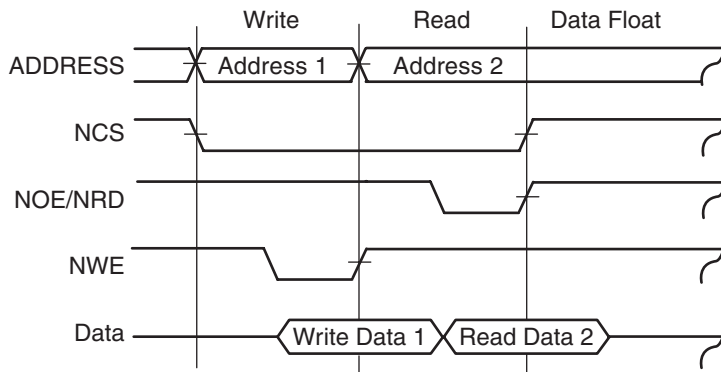 Write Read Data Float
ADDRESS Address 1 Address 2
NCS
NOE/NRD
NWE
Data Write Data 1 Read Data 2